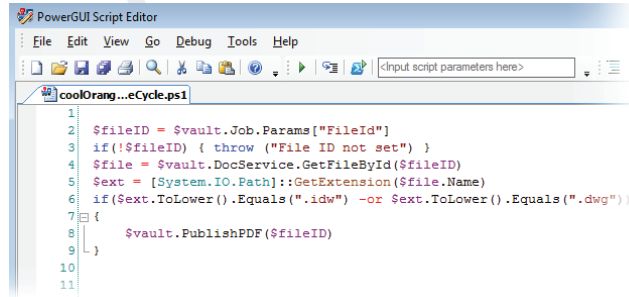 PowerGUI Script Editor
File Edit View Go Debug Tools Help
<Input script parameters here>
coolOrang...eCycle.ps1
1
2 $fileID = $vault.Job.Params["FileId"]
3 if(!$fileID) { throw ("File ID not set") }
4 $file = $vault.DocService.GetFileById($fileID)
5 $ext = [System.IO.Path]::GetExtension($file.Name)
6 if($ext.ToLower().Equals(".idw") -or $ext.ToLower().Equals(".dwg"))
7 {
8 $vault.PublishPDF($fileID)
9 }
10
11